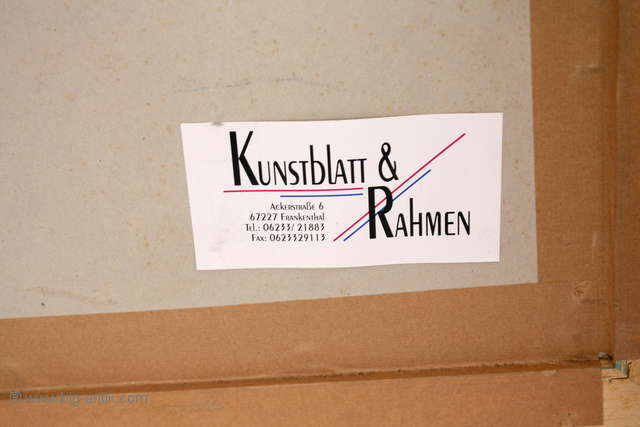 Kunstblatt &
Rahmen
Ackerstraße 6
67227 Frankenthal
Tel.: 06233/ 21883
Fax: 0623329113